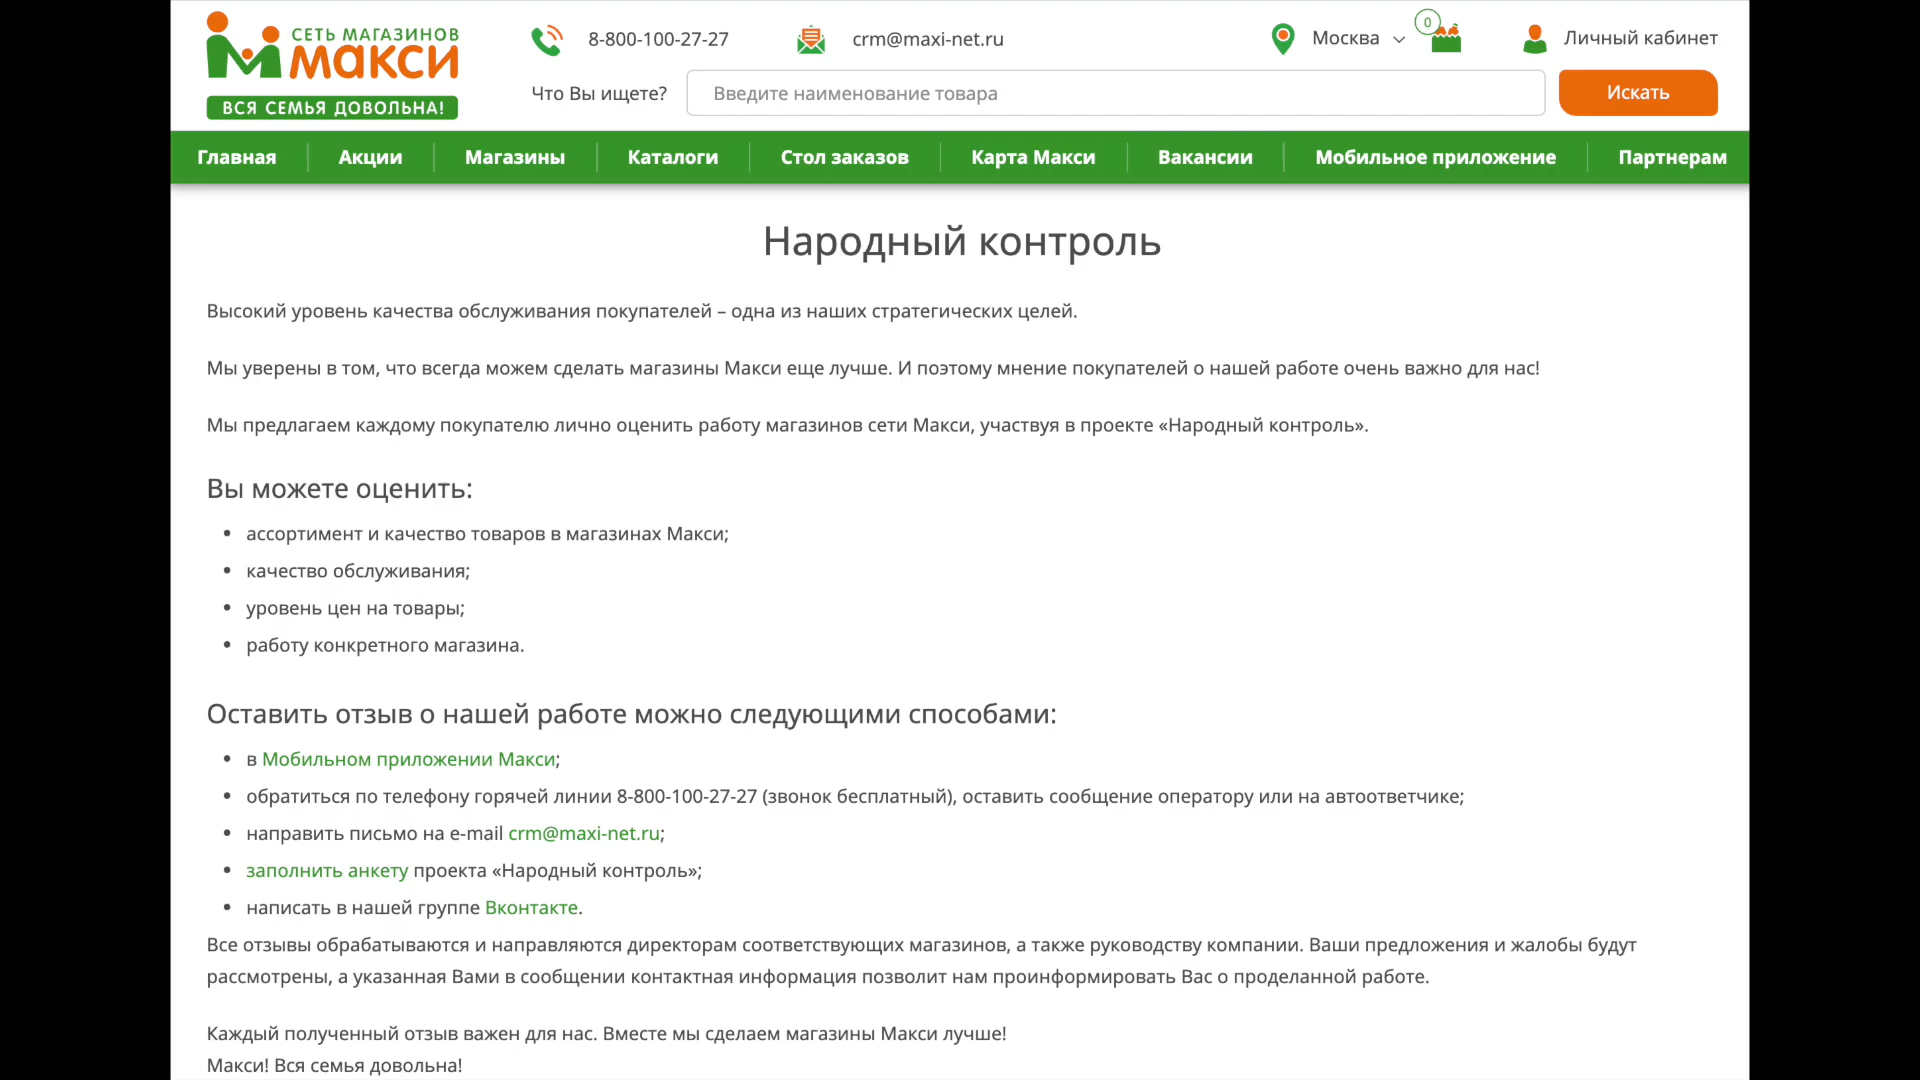 СЕТЬ МАГАЗИНОВ
макси
ВСЯ СЕМЬЯ ДОВОЛЬНА!
8-800-100-27-27
crm@maxi-net.ru
Москва
0
Личный кабинет
Что Вы ищете?
Введите наименование товара
Искать
Главная
Акции
Магазины
Каталоги
Стол заказов
Карта Макси
Вакансии
Мобильное приложение
Партнерам
Народный контроль
Высокий уровень качества обслуживания покупателей – одна из наших стратегических целей.
Мы уверены в том, что всегда можем сделать магазины Макси еще лучше. И поэтому мнение покупателей о нашей работе очень важно для нас!
Мы предлагаем каждому покупателю лично оценить работу магазинов сети Макси, участвуя в проекте «Народный контроль».
Вы можете оценить:
• ассортимент и качество товаров в магазинах Макси;
• качество обслуживания;
• уровень цен на товары;
• работу конкретного магазина.
Оставить отзыв о нашей работе можно следующими способами:
• в Мобильном приложении Макси;
• обратиться по телефону горячей линии 8-800-100-27-27 (звонок бесплатный), оставить сообщение оператору или на автоответчике;
• направить письмо на e-mail crm@maxi-net.ru;
• заполнить анкету проекта «Народный контроль»;
• написать в нашей группе Вконтакте.
Все отзывы обрабатываются и направляются директорам соответствующих магазинов, а также руководству компании. Ваши предложения и жалобы будут
рассмотрены, а указанная Вами в сообщении контактная информация позволит нам проинформировать Вас о проделанной работе.
Каждый полученный отзыв важен для нас. Вместе мы сделаем магазины Макси лучше!
Макси! Вся семья довольна!